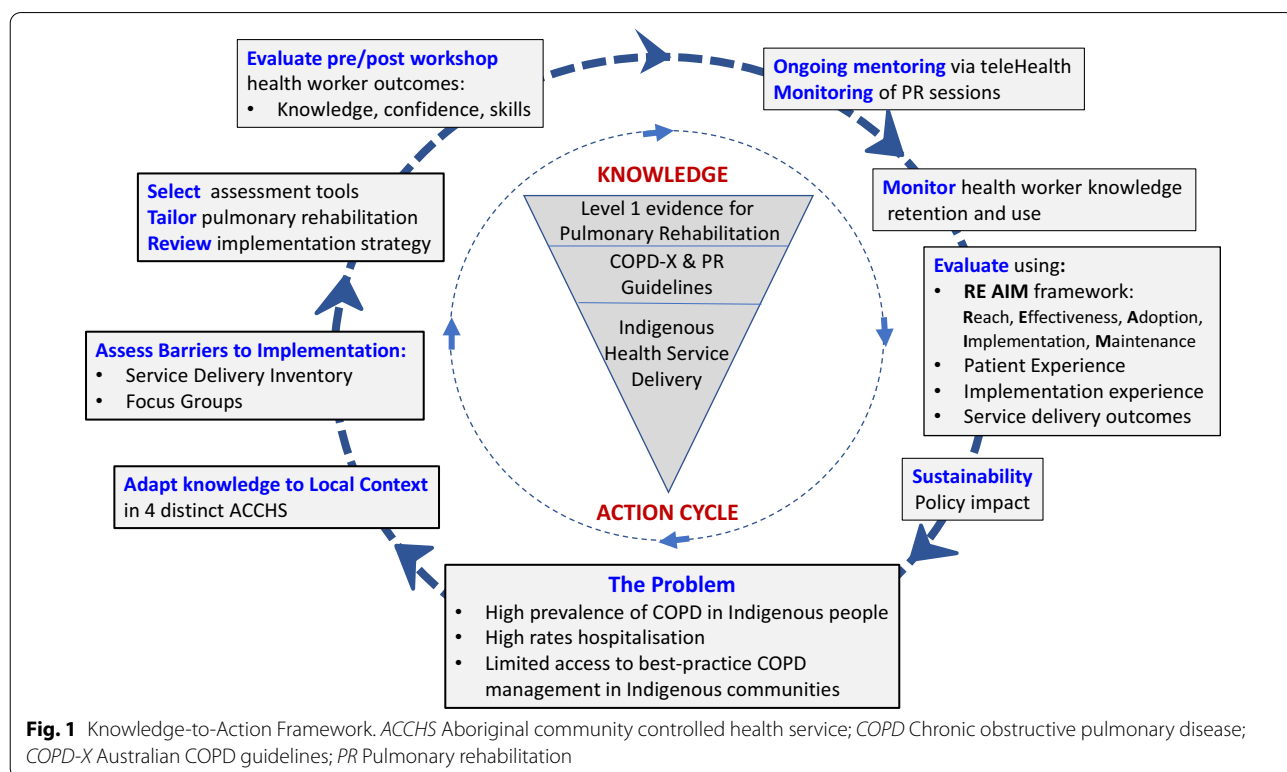 Evaluate pre/post workshop
health worker outcomes:
• Knowledge, confidence, skills
Ongoing mentoring via teleHealth
Monitoring of PR sessions
Select assessment tools
Tailor pulmonary rehabilitation
Review implementation strategy
KNOWLEDGE
Level 1 evidence for
Pulmonary Rehabilitation
COPD-X & PR
Guidelines
Indigenous
Health Service
Delivery
ACTION CYCLE
Monitor health worker knowledge
retention and use
Evaluate using:
• RE AIM framework:
Reach, Effectiveness, Adoption,
Implementation, Maintenance
• Patient Experience
• Implementation experience
• Service delivery outcomes
Assess Barriers to Implementation:
• Service Delivery Inventory
• Focus Groups
Adapt knowledge to Local Context
in 4 distinct ACCHS
Sustainability
Policy impact
The Problem
• High prevalence of COPD in Indigenous people
• High rates hospitalisation
• Limited access to best-practice COPD
management in Indigenous communities
Fig. 1 Knowledge-to-Action Framework. ACCHS Aboriginal community controlled health service; COPD Chronic obstructive pulmonary disease;
COPD-X Australian COPD guidelines; PR Pulmonary rehabilitation